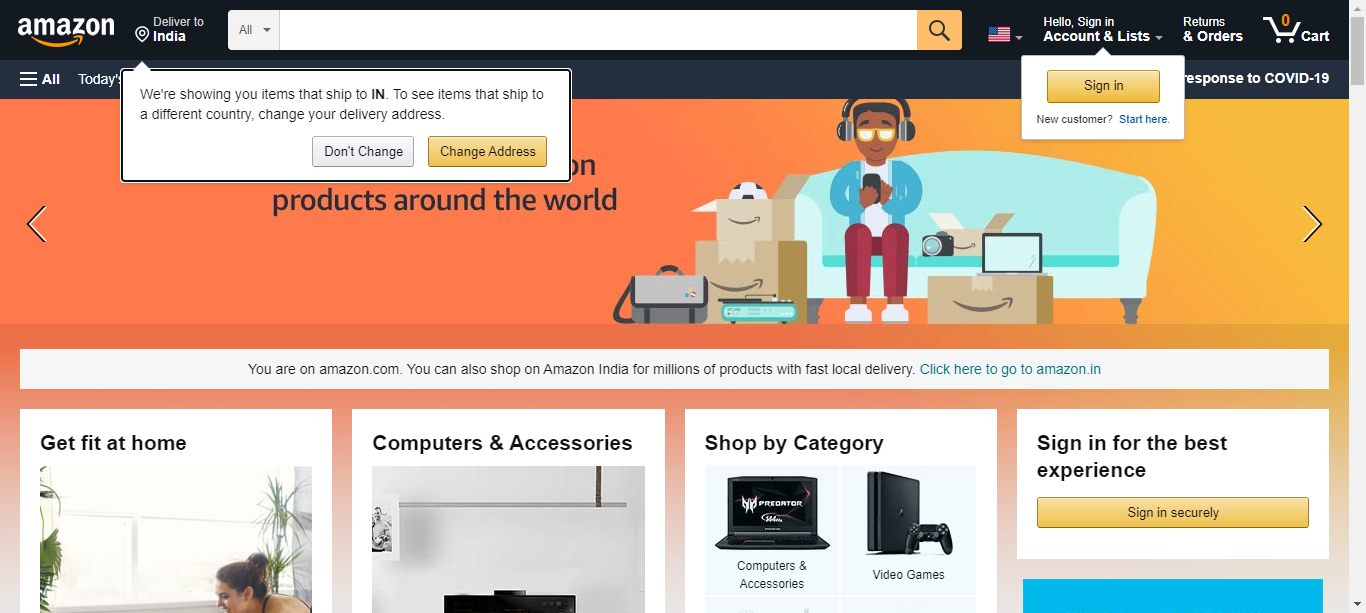 amazon
Deliver to
India
All
Hello, Sign in
Account & Lists
Returns
& Orders
0
Cart
All
Today's
response to COVID-19
We're showing you items that ship to IN. To see items that ship to
a different country, change your delivery address.
Don't Change
Change Address
Sign in
New customer? Start here.
on
products around the world
You are on amazon.com. You can also shop on Amazon India for millions of products with fast local delivery. Click here to go to amazon.in
Get fit at home
Computers & Accessories
Shop by Category
PREDATOR
Computers &
Accessories
Video Games
Sign in for the best
experience
Sign in securely